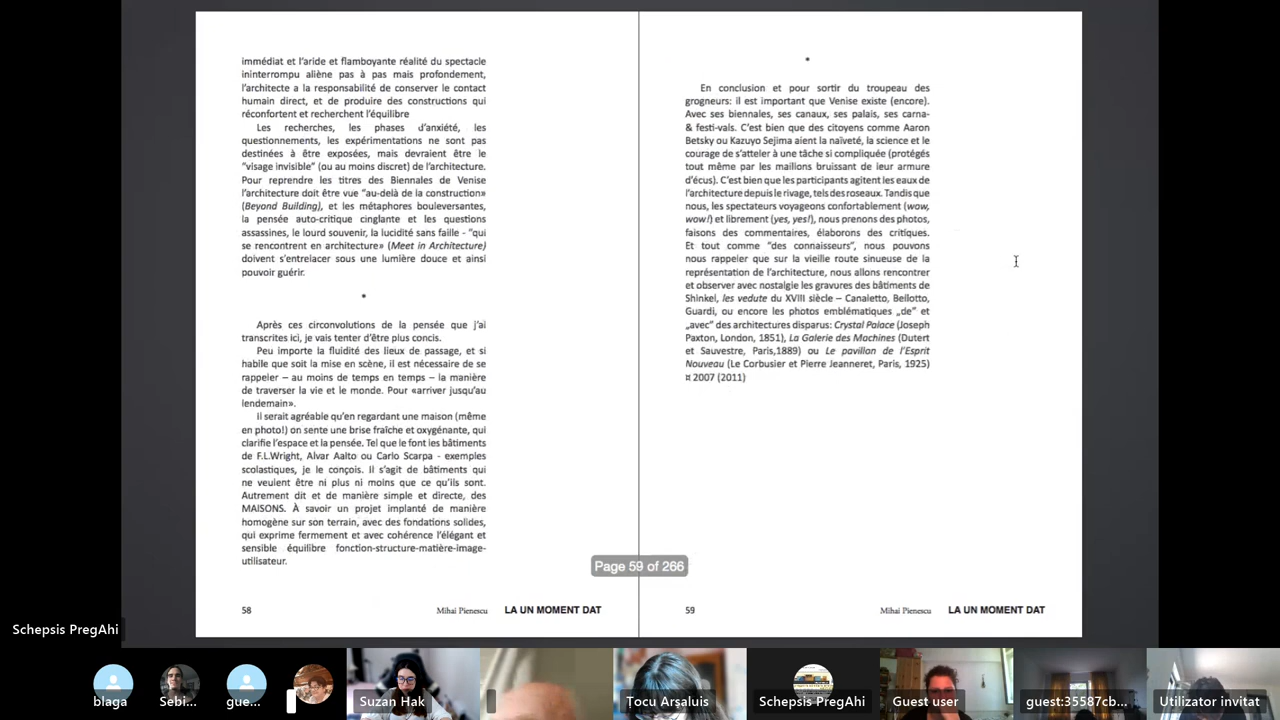 immédiat et l'aride et flamboyante réalité du spectacle
ininterrompu aliène pas à pas mais profondement,
l'architecte a la responsabilité de conserver le contact
humain direct, et de produire des constructions qui
réconfortent et recherchent l'équilibre
Les recherches, les phases d'anxiété, les
questionnements, les expérimentations ne sont pas
destinées à être exposées, mais devraient être le
"visage invisible" (ou au moins discret) de l'architecture.
Pour reprendre les titres des Biennales de Venise
l'architecture doit être vue "au-delà de la construction»
(Beyond Building), et les métaphores bouleversantes,
la pensée auto-critique cinglante et les questions
assassines, le lourd souvenir, la lucidité sans faille - "qui
se rencontrent en architecture» (Meet in Architecture)
doivent s'entrelacer sous une lumière douce et ainsi
pouvoir guérir.
*
Après ces circonvolutions de la pensée que j'ai
transcrites ici, je vais tenter d'être plus concis.
Peu importe la fluidité des lieux de passage, et si
habile que soit la mise en scène, il est nécessaire de se
rappeler – au moins de temps en temps – la manière
de traverser la vie et le monde. Pour «arriver jusqu'au
lendemain».
Il serait agréable qu'en regardant une maison (même
en photo!) on sente une brise fraîche et oxygénante, qui
clarifie l'espace et la pensée. Tel que le font les bâtiments
de F.L.Wright, Alvar Aalto ou Carlo Scarpa - exemples
scolastiques, je le conçois. Il s'agit de bâtiments qui
ne veulent être ni plus ni moins que ce qu'ils sont.
Autrement dit et de manière simple et directe, des
MAISONS. À savoir un projet implanté de manière
homogène sur son terrain, avec des fondations solides,
qui exprime fermement et avec cohérence l'élégant et
sensible équilibre fonction-structure-matière-image-
utilisateur.
58
Mihai Pienescu LA UN MOMENT DAT
*
En conclusion et pour sortir du troupeau des
grogneurs: il est important que Venise existe (encore).
Avec ses biennales, ses canaux, ses palais, ses carna-
& festi-vals. C'est bien que des citoyens comme Aaron
Betsky ou Kazuyo Sejima aient la naïveté, la science et le
courage de s'atteler à une tâche si compliquée (protégés
tout même par les maillons bruissant de leur armure
d'écus). C'est bien que les participants agitent les eaux de
l'architecture depuis le rivage, tels des roseaux. Tandis que
nous, les spectateurs voyageons confortablement (wow,
wow!) et librement (yes, yes!), nous prenons des photos,
faisons des commentaires, élaborons des critiques.
Et tout comme "des connaisseurs", nous pouvons
nous rappeler que sur la vieille route sinueuse de la
représentation de l'architecture, nous allons rencontrer
et observer avec nostalgie les gravures des bâtiments de
Shinkel, les vedute du XVIII siècle – Canaletto, Bellotto,
Guardi, ou encore les photos emblématiques „de" et
„avec" des architectures disparus: Crystal Palace (Joseph
Paxton, London, 1851), La Galerie des Machines (Dutert
et Sauvestre, Paris,1889) ou Le pavillon de l'Esprit
Nouveau (Le Corbusier et Pierre Jeanneret, Paris, 1925)
¤ 2007 (2011)
Page 59 of 266
59
Mihai Pienescu LA UN MOMENT DAT
Schepsis PregAhi
blaga
Sebi...
gue...
Suzan Hak
Țocu Arșaluis
Schepsis PregAhi
Guest user
guest:35587cb...
Utilizator invitat